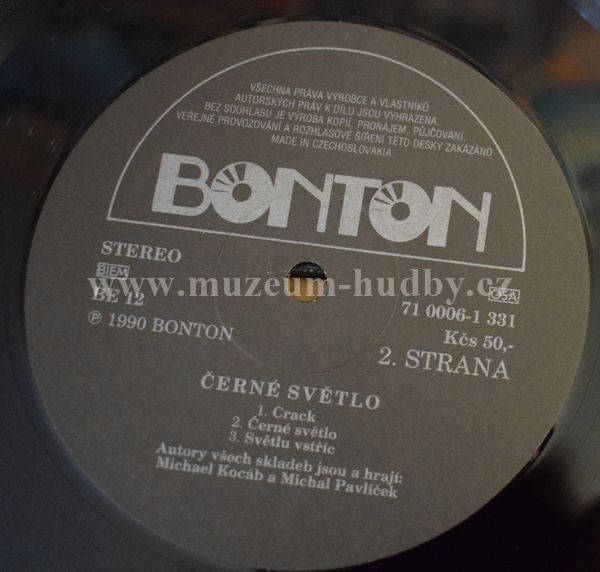 VŠECHNA PRÁVA VÝROBCE A VLASTNÍKŮ
AUTORSKÝCH PRÁV K DÍLU JSOU VYHRAZENA.
BEZ SOUHLASU JE VÝROBA KOPIÍ, PRONÁJEM, PŮJČOVÁNÍ,
VEŘEJNÉ PROVOZOVÁNÍ A ROZHLASOVÉ ŠÍŘENÍ TÉTO DESKY ZAKÁZÁNO
MADE IN CZECHOSLOVAKIA
BONTON
STEREO
BIEM
OSA
www.muzeum-hudby.cz
BE 12
71 0006-1 331
℗ 1990 BONTON
Kčs 50,-
2. STRANA
ČERNÉ SVĚTLO
1. Crack
2. Černé světlo
3. Světlu vstříc
Autory všech skladeb jsou a hrají:
Michael Kocáb a Michal Pavlíček